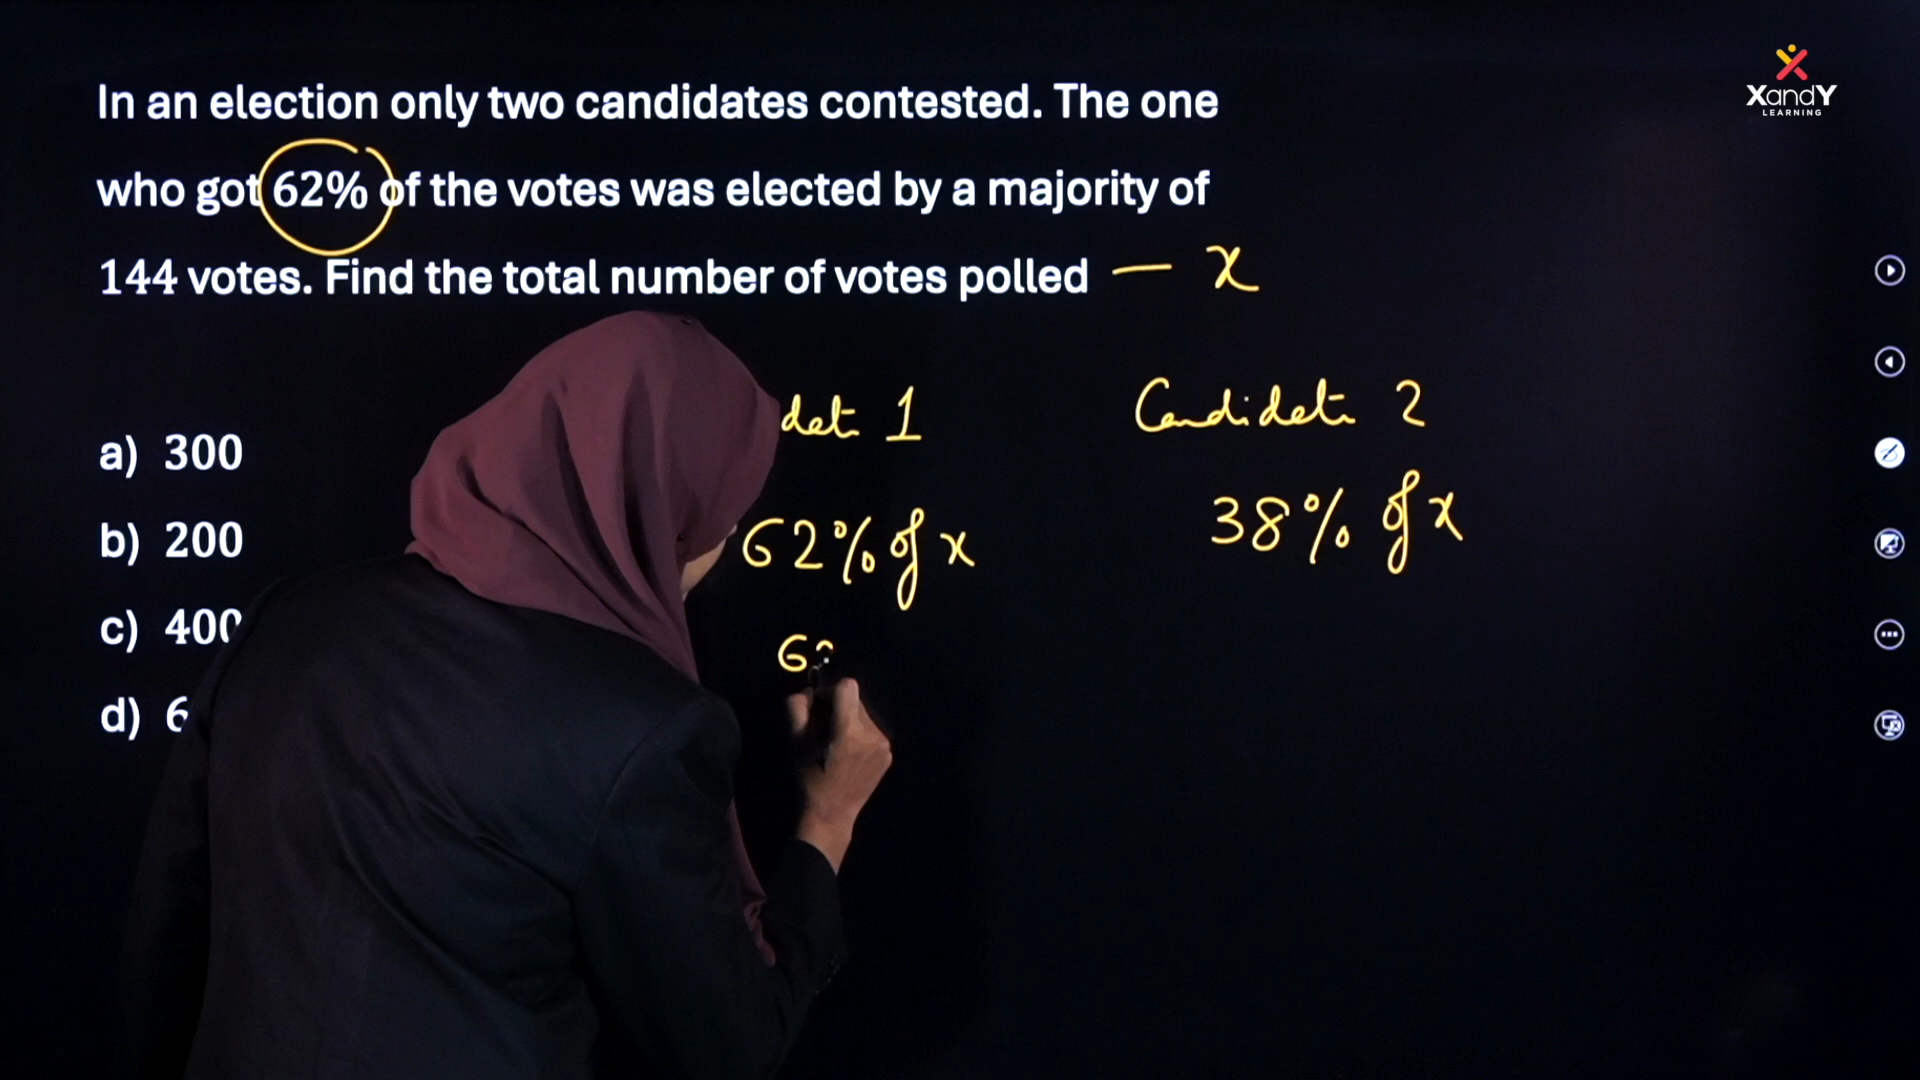 XandY
LEARNING
In an election only two candidates contested. The one
who got 62% of the votes was elected by a majority of
144 votes. Find the total number of votes polled — x
det 1
Candidate 2
a) 300
62% of x
38% of x
b) 200
c) 400
6
d) 6